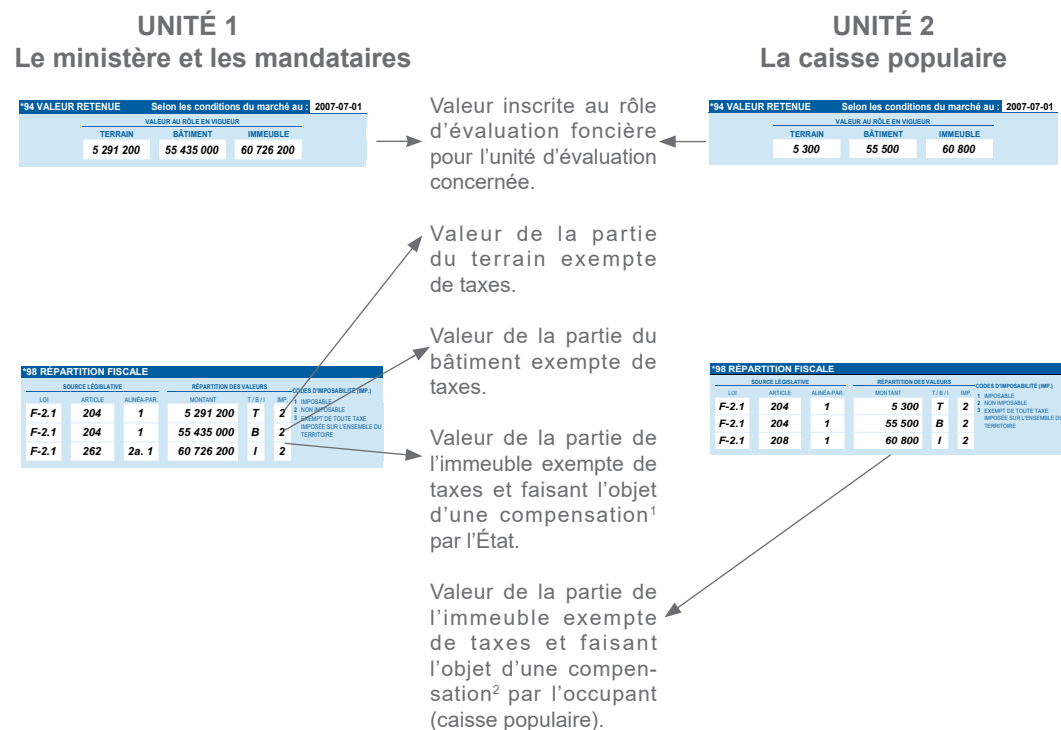 UNITÉ 1
Le ministère et les mandataires
UNITÉ 2
La caisse populaire
*94 VALEUR RETENUE Selon les conditions du marché au : 2007-07-01
VALEUR AU RÔLE EN VIGUEUR
TERRAIN BÂTIMENT IMMEUBLE
5 291 200 55 435 000 60 726 200
Valeur inscrite au rôle
d'évaluation foncière
pour l'unité d'évaluation
concernée.
*94 VALEUR RETENUE Selon les conditions du marché au : 2007-07-01
VALEUR AU RÔLE EN VIGUEUR
TERRAIN BÂTIMENT IMMEUBLE
5 300 55 500 60 800
Valeur de la partie
du terrain exempte
de taxes.
Valeur de la partie du
bâtiment exempte de
taxes.
*98 RÉPARTITION FISCALE
SOURCE LÉGISLATIVE RÉPARTITION DES VALEURS CODES D'IMPOSABILITÉ (IMP.)
LOI ARTICLE ALINÉA-PAR. MONTANT T / B / I IMP.
1 IMPOSABLE
2 NON IMPOSABLE
3 EXEMPT DE TOUTE TAXE
IMPOSÉE SUR L'ENSEMBLE DU
TERRITOIRE
F-2.1 204 1 5 291 200 T 2
F-2.1 204 1 55 435 000 B 2
F-2.1 262 2a. 1 60 726 200 I 2
*98 RÉPARTITION FISCALE
SOURCE LÉGISLATIVE RÉPARTITION DES VALEURS CODES D'IMPOSABILITÉ (IMP.)
LOI ARTICLE ALINÉA-PAR. MONTANT T / B / I IMP.
1 IMPOSABLE
2 NON IMPOSABLE
3 EXEMPT DE TOUTE TAXE
IMPOSÉE SUR L'ENSEMBLE DU
TERRITOIRE
F-2.1 204 1 5 300 T 2
F-2.1 204 1 55 500 B 2
F-2.1 208 1 60 800 I 2
Valeur de la partie de
l'immeuble exempte de
taxes et faisant l'objet
d'une compensation1
par l'État.
Valeur de la partie de
l'immeuble exempte
de taxes et faisant
l'objet d'une compen-
sation2 par l'occupant
(caisse populaire).